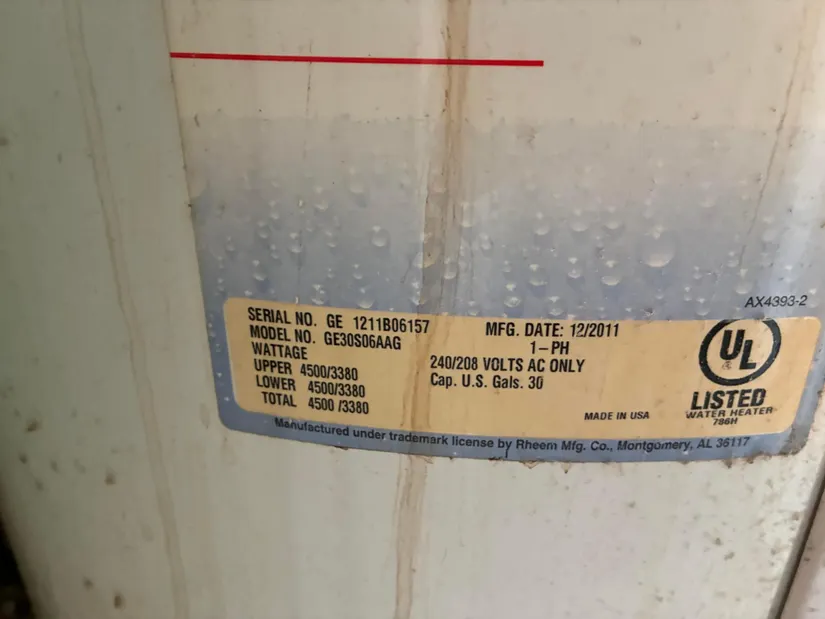 AX4393-2
SERIAL NO. GE 1211B06157
MODEL NO. GE30S06AAG
WATTAGE
UPPER 4500/3380
LOWER 4500/3380
TOTAL 4500 /3380
MFG. DATE: 12/2011
1-PH
240/208 VOLTS AC ONLY
Cap. U.S. Gals. 30
MADE IN USA
UL
LISTED
WATER HEATER
786H
Manufactured under trademark license by Rheem Mfg. Co., Montgomery, AL 36117